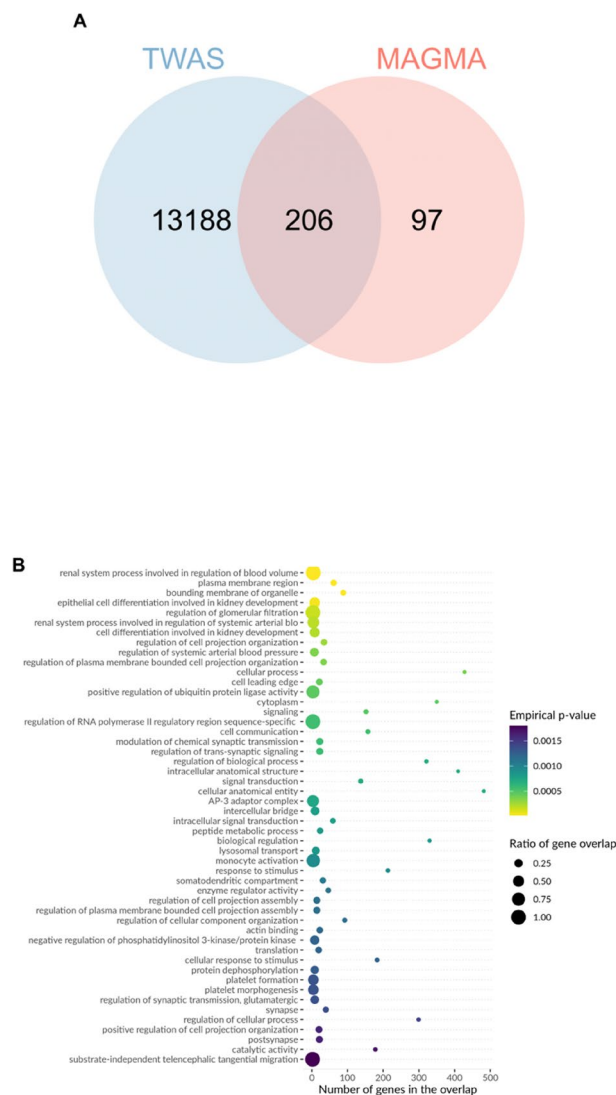 A
TWAS
MAGMA
13188
206
97
B
renal system process involved in regulation of blood volume
plasma membrane region
bounding membrane of organelle
epithelial cell differentiation involved in kidney development
regulation of glomerular filtration
renal system process involved in regulation of systemic arterial blo
cell differentiation involved in kidney development
regulation of cell projection organization
regulation of systemic arterial blood pressure
regulation of plasma membrane bounded cell projection organization
cellular process
cell leading edge
positive regulation of ubiquitin protein ligase activity
cytoplasm
signaling
regulation of RNA polymerase II regulatory region sequence-specific
cell communication
modulation of chemical synaptic transmission
regulation of trans-synaptic signaling
regulation of biological process
intracellular anatomical structure
signal transduction
cellular anatomical entity
AP-3 adaptor complex
intercellular bridge
intracellular signal transduction
peptide metabolic process
biological regulation
lysosomal transport
monocyte activation
response to stimulus
somatodendritic compartment
enzyme regulator activity
regulation of cell projection assembly
regulation of plasma membrane bounded cell projection assembly
regulation of cellular component organization
actin binding
negative regulation of phosphatidylinositol 3-kinase/protein kinase
translation
cellular response to stimulus
protein dephosphorylation
platelet formation
platelet morphogenesis
regulation of synaptic transmission, glutamatergic
synapse
regulation of cellular process
positive regulation of cell projection organization
postsynapse
catalytic activity
substrate-independent telencephalic tangential migration
0 100 200 300 400 500
Number of genes in the overlap
Empirical p-value
0.0015
0.0010
0.0005
Ratio of gene overlap
0.25
0.50
0.75
1.00